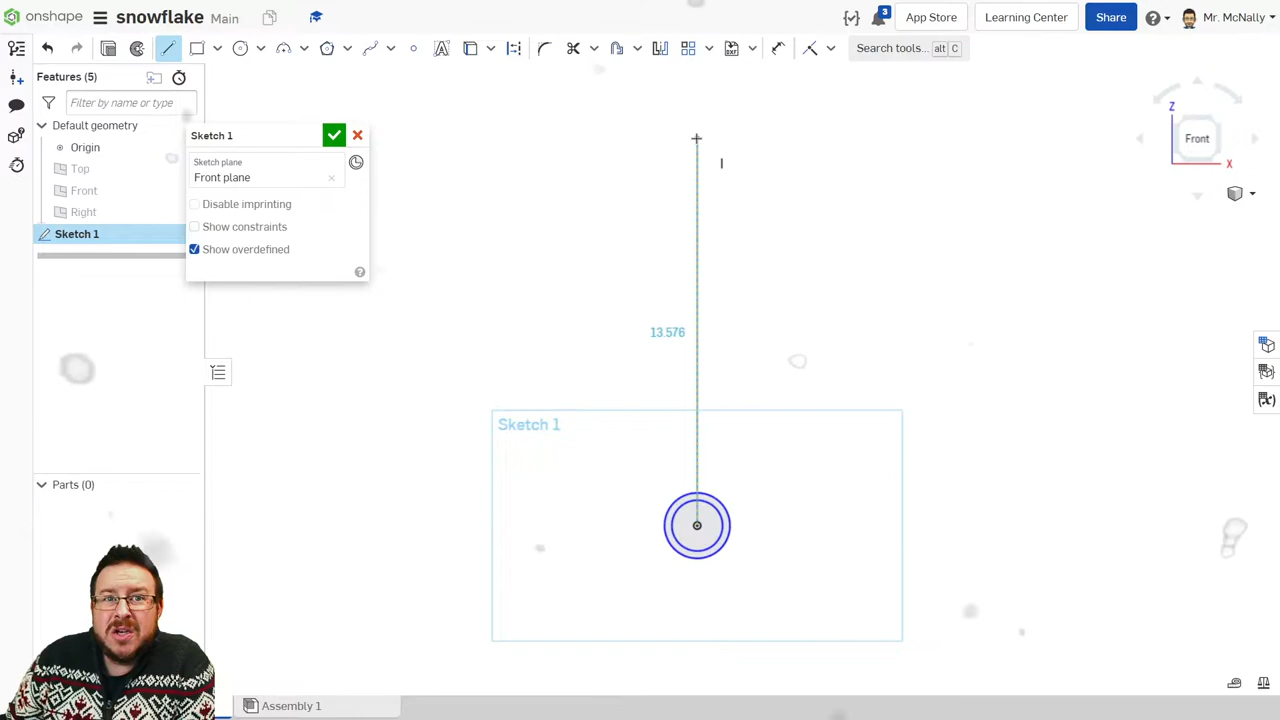 onshape snowflake Main 3 App Store Learning Center Share Mr. McNally
Search tools... alt C
Features (5)
Filter by name or type
Default geometry
Origin
Top
Front
Right
Sketch 1
Sketch 1
Sketch plane
Front plane
Disable imprinting
Show constraints
Show overdefined
13.576
Sketch 1
Z
Front
X
Parts (0)
Assembly 1